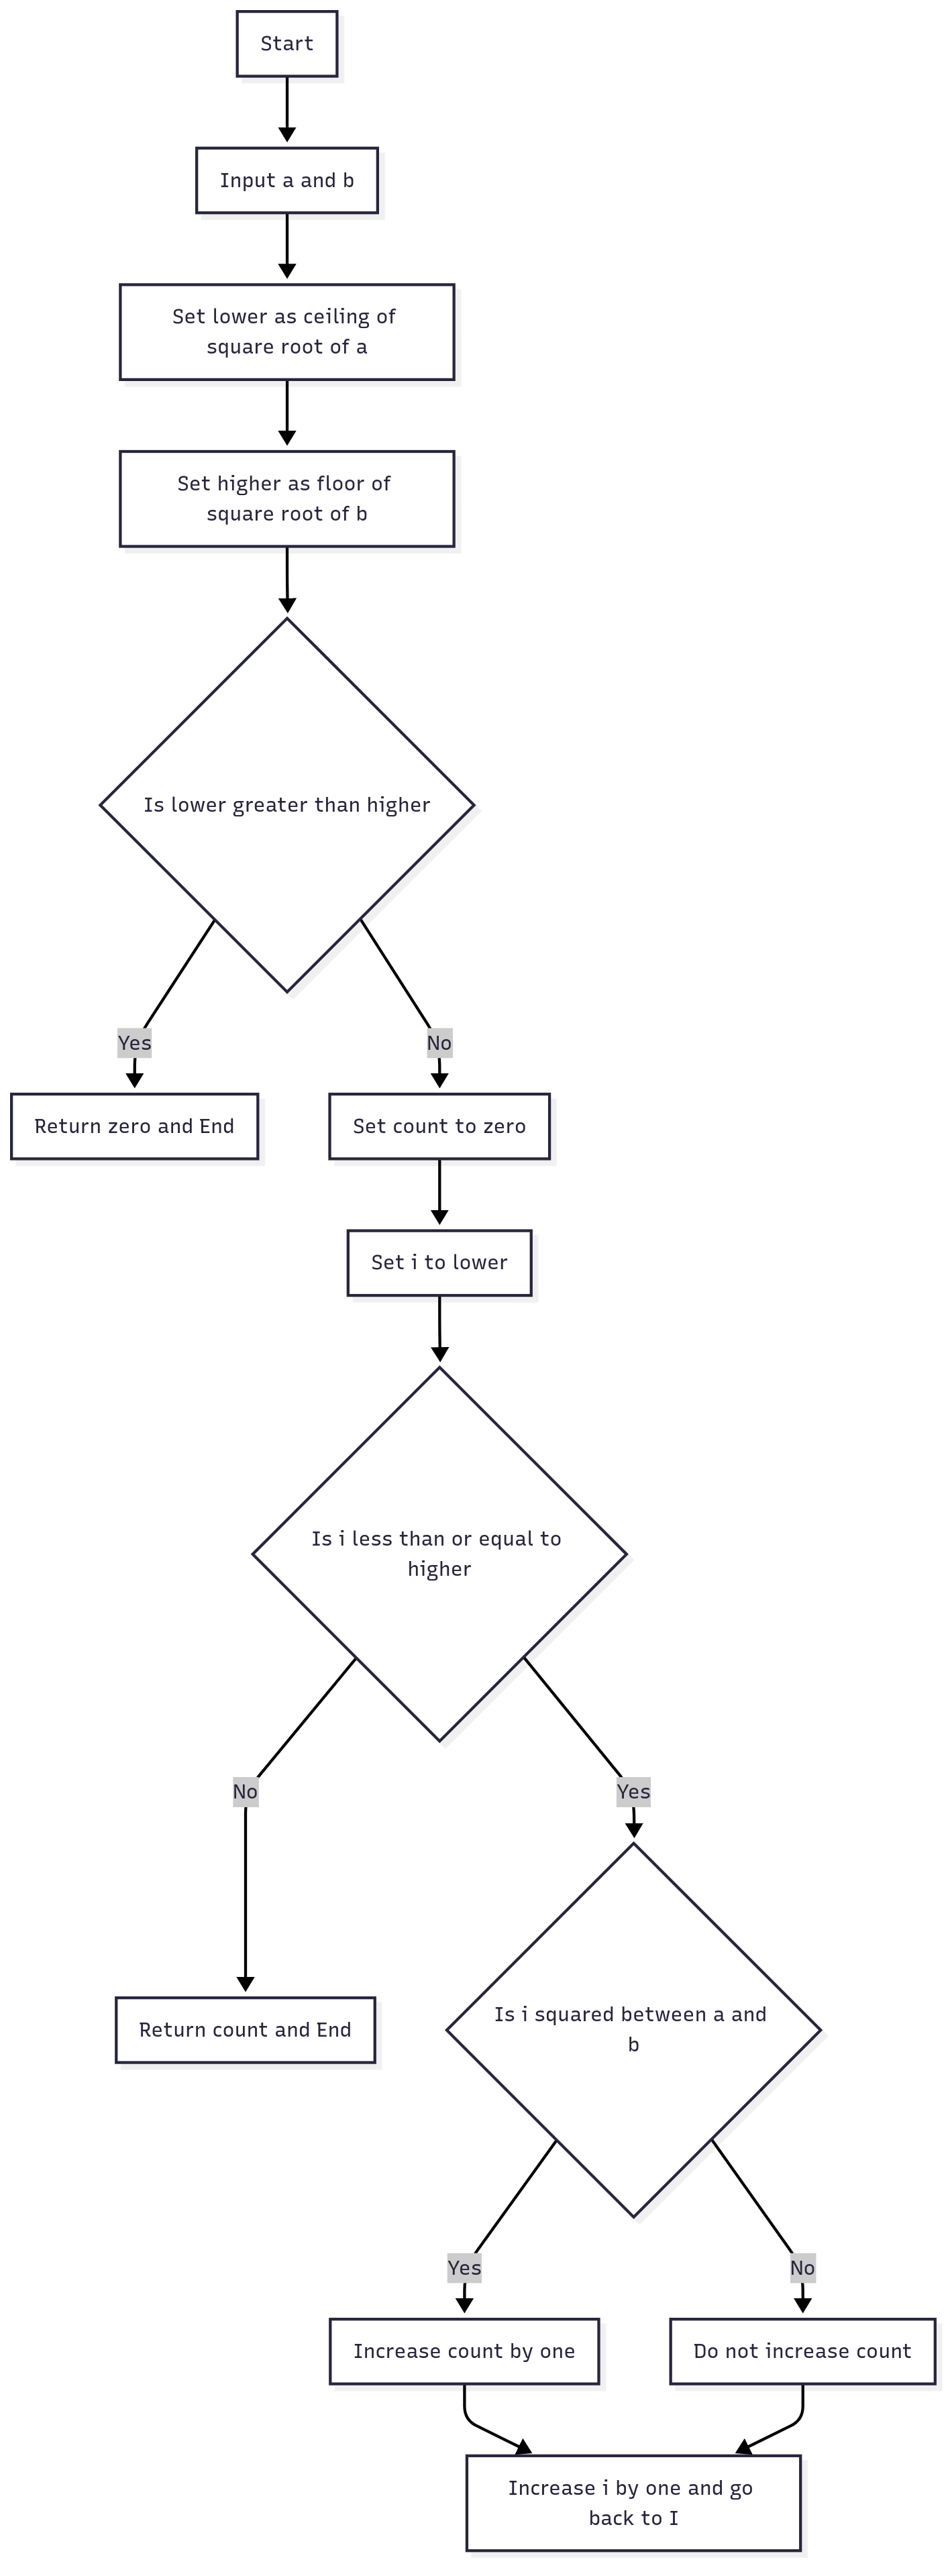 Start
Input a and b
Set lower as ceiling of
square root of a
Set higher as floor of
square root of b
Is lower greater than higher
Yes
No
Return zero and End
Set count to zero
Set i to lower
Is i less than or equal to
higher
No
Yes
Return count and End
Is i squared between a and
b
Yes
No
Increase count by one
Do not increase count
Increase i by one and go
back to I